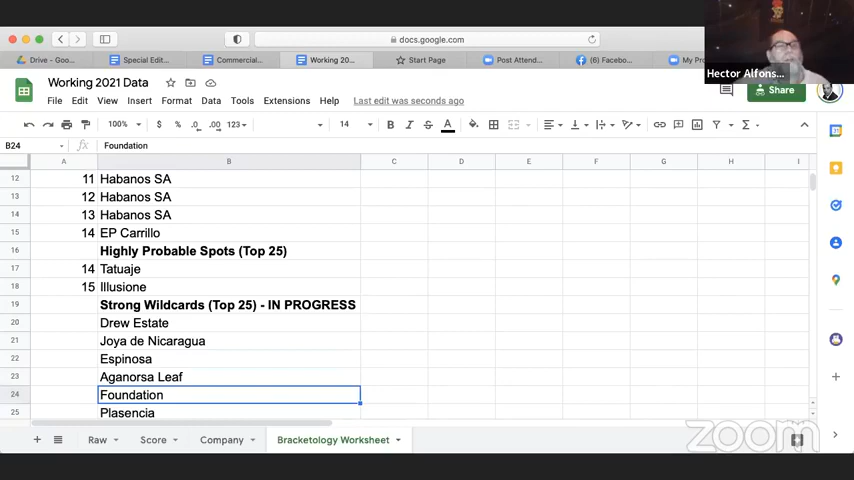 docs.google.com
Drive – Goo...
Special Edit...
Commercial...
Working 20...
Start Page
Post Attend...
(6) Facebo...
My Pro
Hector Alfons...
Working 2021 Data
File Edit View Insert Format Data Tools Extensions Help Last edit was seconds ago
Share
100% $ % .0 .00 123 14 B I S A
B24 fx Foundation
A B C D E F G H I
12 11 Habanos SA
13 12 Habanos SA
14 13 Habanos SA
15 14 EP Carrillo
16 Highly Probable Spots (Top 25)
17 14 Tatuaje
18 15 Illusione
19 Strong Wildcards (Top 25) - IN PROGRESS
20 Drew Estate
21 Joya de Nicaragua
22 Espinosa
23 Aganorsa Leaf
24 Foundation
25 Plasencia
Raw Score Company Bracketology Worksheet
zoom